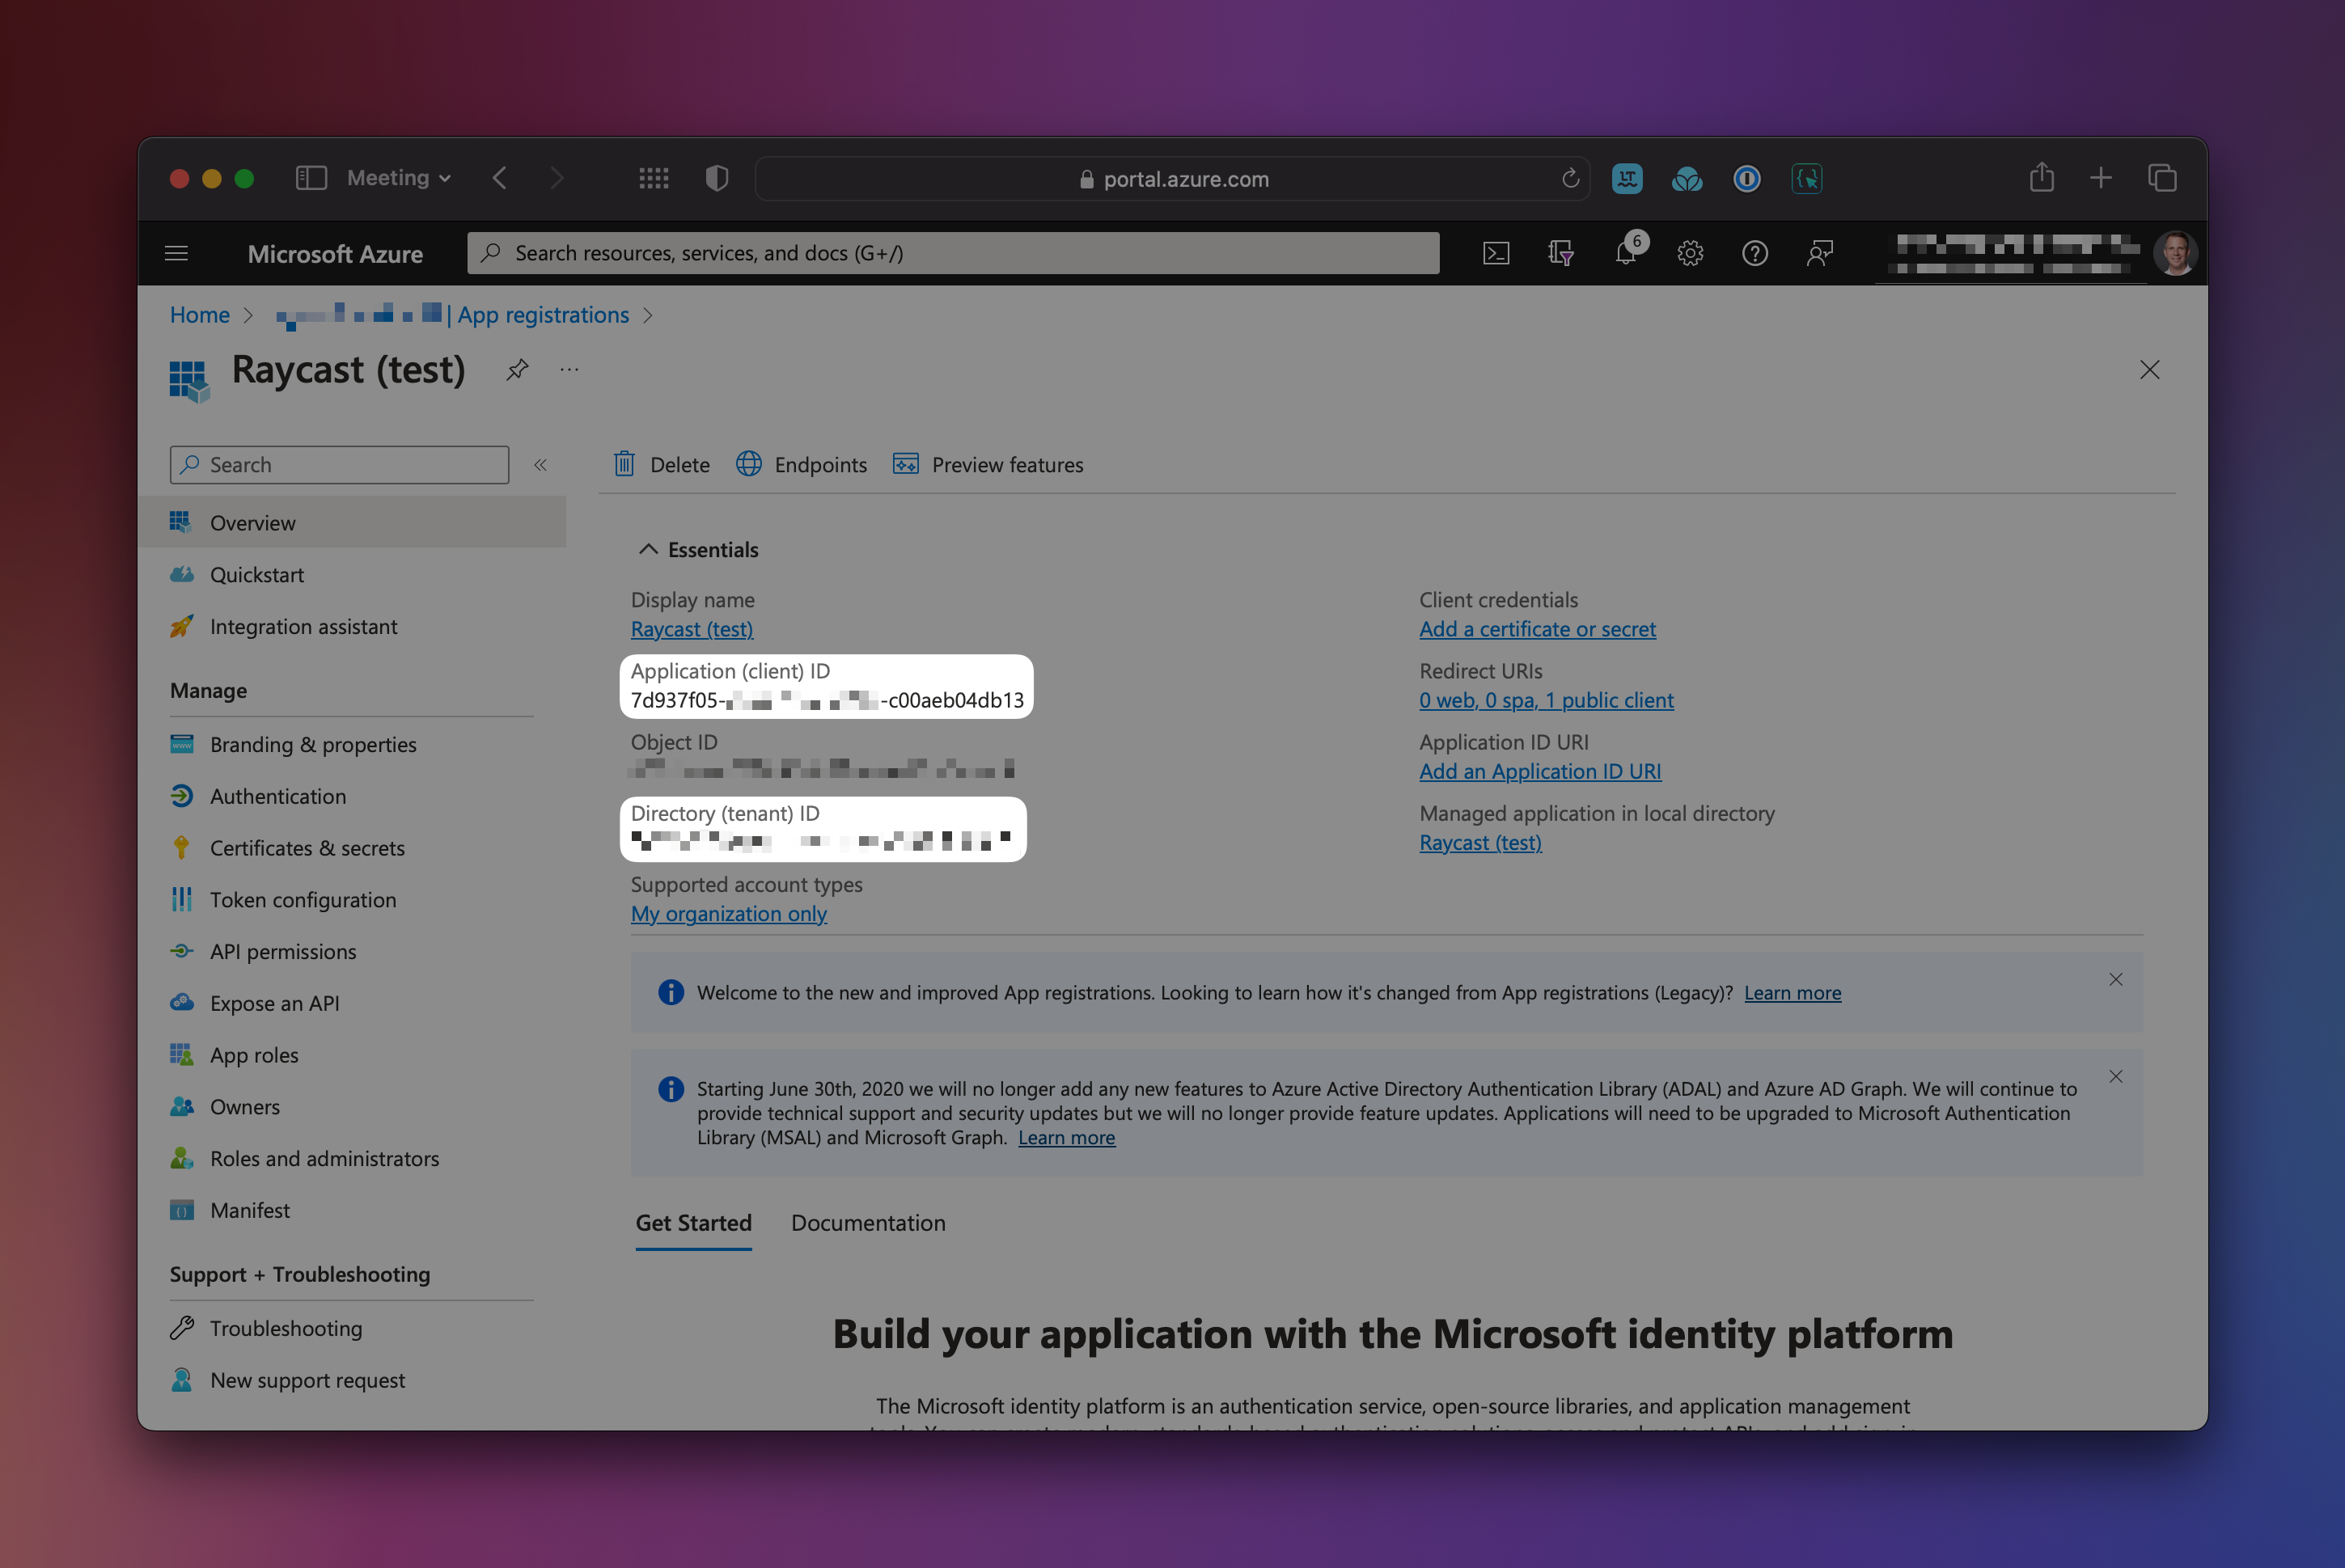 Meeting
portal.azure.com
Microsoft Azure
Search resources, services, and docs (G+/)
6
Home
| App registrations
Raycast (test)
Search
Delete
Endpoints
Preview features
Overview
Quickstart
Integration assistant
Manage
Branding & properties
Authentication
Certificates & secrets
Token configuration
API permissions
Expose an API
App roles
Owners
Roles and administrators
Manifest
Support + Troubleshooting
Troubleshooting
New support request
Essentials
Display name
Raycast (test)
Application (client) ID
7d937f05- -c00aeb04db13
Object ID
Directory (tenant) ID
Supported account types
My organization only
Client credentials
Add a certificate or secret
Redirect URIs
0 web, 0 spa, 1 public client
Application ID URI
Add an Application ID URI
Managed application in local directory
Raycast (test)
Welcome to the new and improved App registrations. Looking to learn how it's changed from App registrations (Legacy)? Learn more
Starting June 30th, 2020 we will no longer add any new features to Azure Active Directory Authentication Library (ADAL) and Azure AD Graph. We will continue to
provide technical support and security updates but we will no longer provide feature updates. Applications will need to be upgraded to Microsoft Authentication
Library (MSAL) and Microsoft Graph. Learn more
Get Started
Documentation
Build your application with the Microsoft identity platform
The Microsoft identity platform is an authentication service, open-source libraries, and application management